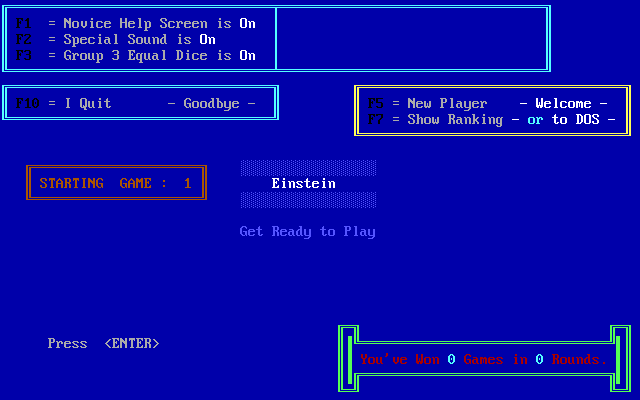 F1 = Novice Help Screen is On
F2 = Special Sound is On
F3 = Group 3 Equal Dice is On
F10 = I Quit - Goodbye -
F5 = New Player - Welcome -
F7 = Show Ranking - or to DOS -
STARTING GAME : 1
Einstein
Get Ready to Play
Press <ENTER>
You've Won 0 Games in 0 Rounds.